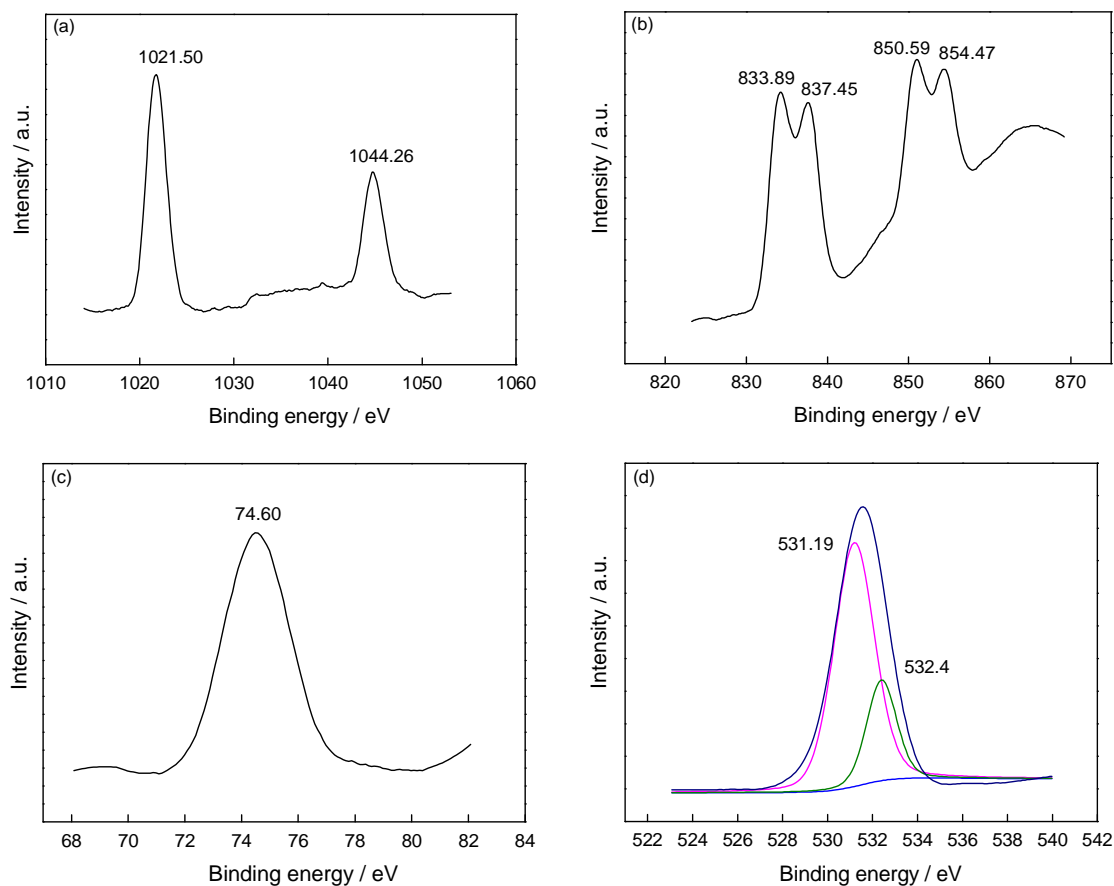 (a)
1021.50
1044.26
Intensity / a.u.
1010 1020 1030 1040 1050 1060
Binding energy / eV
(b)
833.89
837.45
850.59
854.47
Intensity / a.u.
820 830 840 850 860 870
Binding energy / eV
(c)
74.60
Intensity / a.u.
68 70 72 74 76 78 80 82 84
Binding energy / eV
(d)
531.19
532.4
Intensity / a.u.
522 524 526 528 530 532 534 536 538 540 542
Binding energy / eV